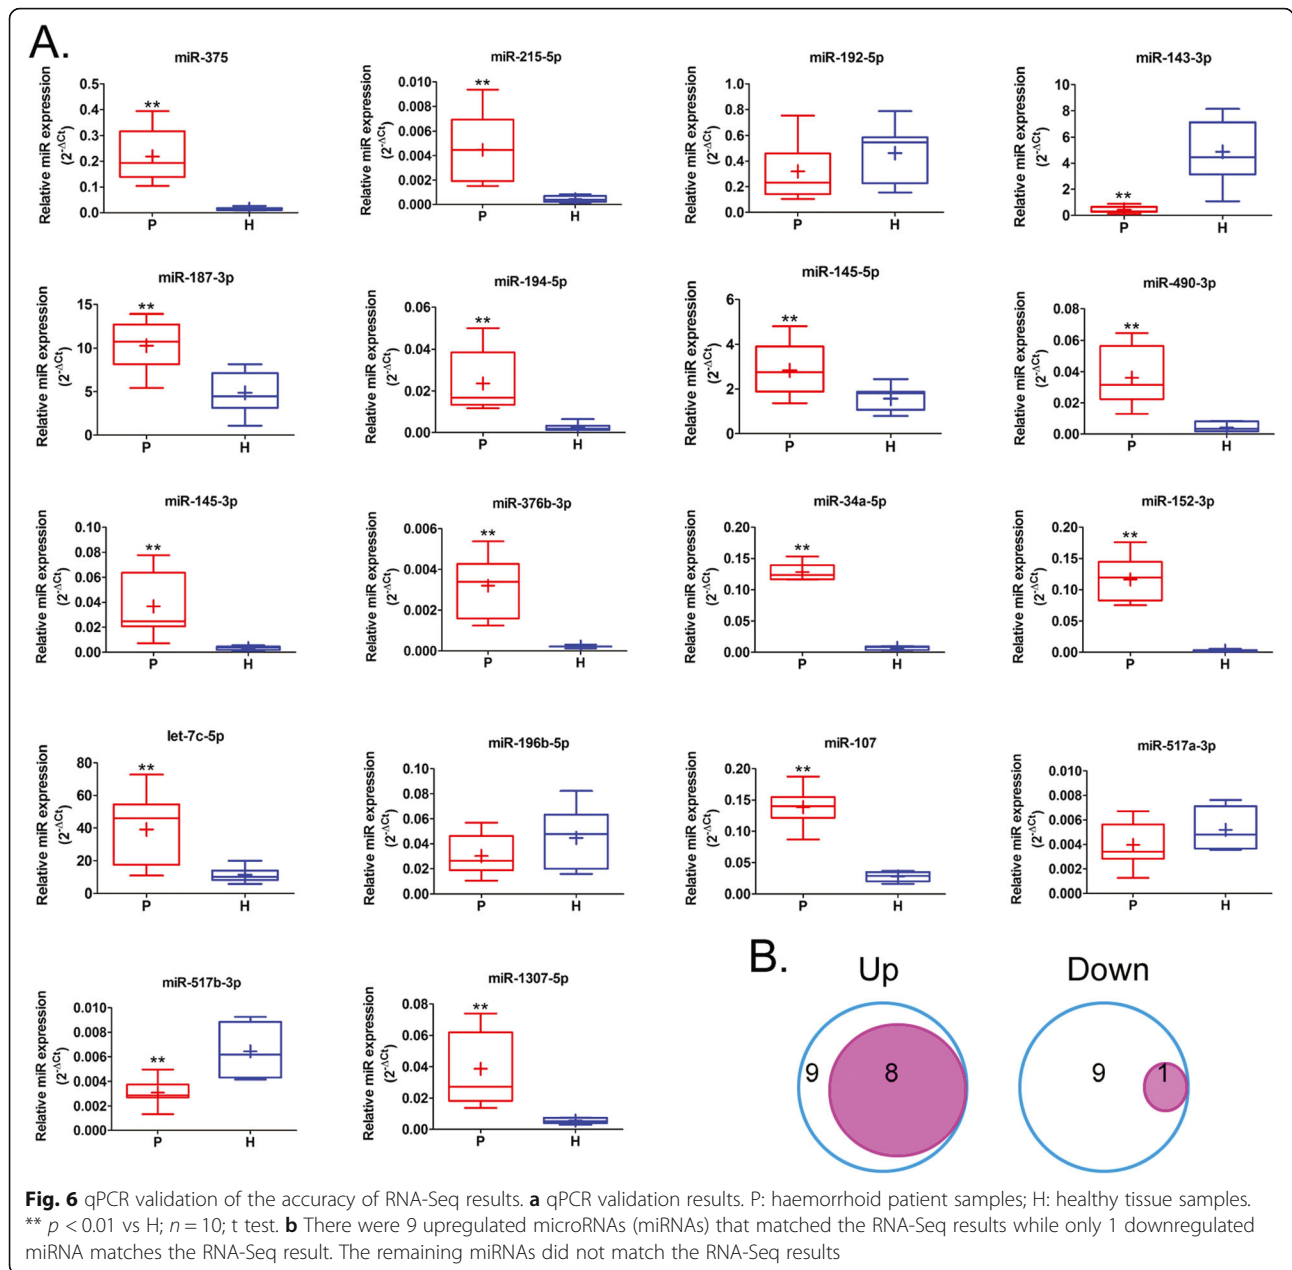 A.
miR-375
Relative miR expression
(2-ΔCt)
0.5
0.4
0.3
0.2
0.1
0.0
**
P
H
miR-215-5p
Relative miR expression
(2-ΔCt)
0.010
0.008
0.006
0.004
0.002
0.000
**
P
H
miR-192-5p
Relative miR expression
(2-ΔCt)
1.0
0.8
0.6
0.4
0.2
0.0
P
H
miR-143-3p
Relative miR expression
(2-ΔCt)
10
8
6
4
2
0
**
P
H
miR-187-3p
Relative miR expression
(2-ΔCt)
15
10
5
0
**
P
H
miR-194-5p
Relative miR expression
(2-ΔCt)
0.06
0.04
0.02
0.00
**
P
H
miR-145-5p
Relative miR expression
(2-ΔCt)
6
4
2
0
**
P
H
miR-490-3p
Relative miR expression
(2-ΔCt)
0.08
0.06
0.04
0.02
0.00
**
P
H
miR-145-3p
Relative miR expression
(2-ΔCt)
0.10
0.08
0.06
0.04
0.02
0.00
**
P
H
miR-376b-3p
Relative miR expression
(2-ΔCt)
0.006
0.004
0.002
0.000
**
P
H
miR-34a-5p
Relative miR expression
(2-ΔCt)
0.20
0.15
0.10
0.05
0.00
**
P
H
miR-152-3p
Relative miR expression
(2-ΔCt)
0.20
0.15
0.10
0.05
0.00
**
P
H
let-7c-5p
Relative miR expression
(2-ΔCt)
80
60
40
20
0
**
P
H
miR-196b-5p
Relative miR expression
(2-ΔCt)
0.10
0.08
0.06
0.04
0.02
0.00
P
H
miR-107
Relative miR expression
(2-ΔCt)
0.20
0.15
0.10
0.05
0.00
**
P
H
miR-517a-3p
Relative miR expression
(2-ΔCt)
0.010
0.008
0.006
0.004
0.002
0.000
P
H
miR-517b-3p
Relative miR expression
(2-ΔCt)
0.010
0.008
0.006
0.004
0.002
0.000
**
P
H
miR-1307-5p
Relative miR expression
(2-ΔCt)
0.08
0.06
0.04
0.02
0.00
**
P
H
B.
Up
9
8
Down
9
1
Fig. 6 qPCR validation of the accuracy of RNA-Seq results. a qPCR validation results. P: haemorrhoid patient samples; H: healthy tissue samples.
** p < 0.01 vs H; n = 10; t test. b There were 9 upregulated microRNAs (miRNAs) that matched the RNA-Seq results while only 1 downregulated
miRNA matches the RNA-Seq result. The remaining miRNAs did not match the RNA-Seq results